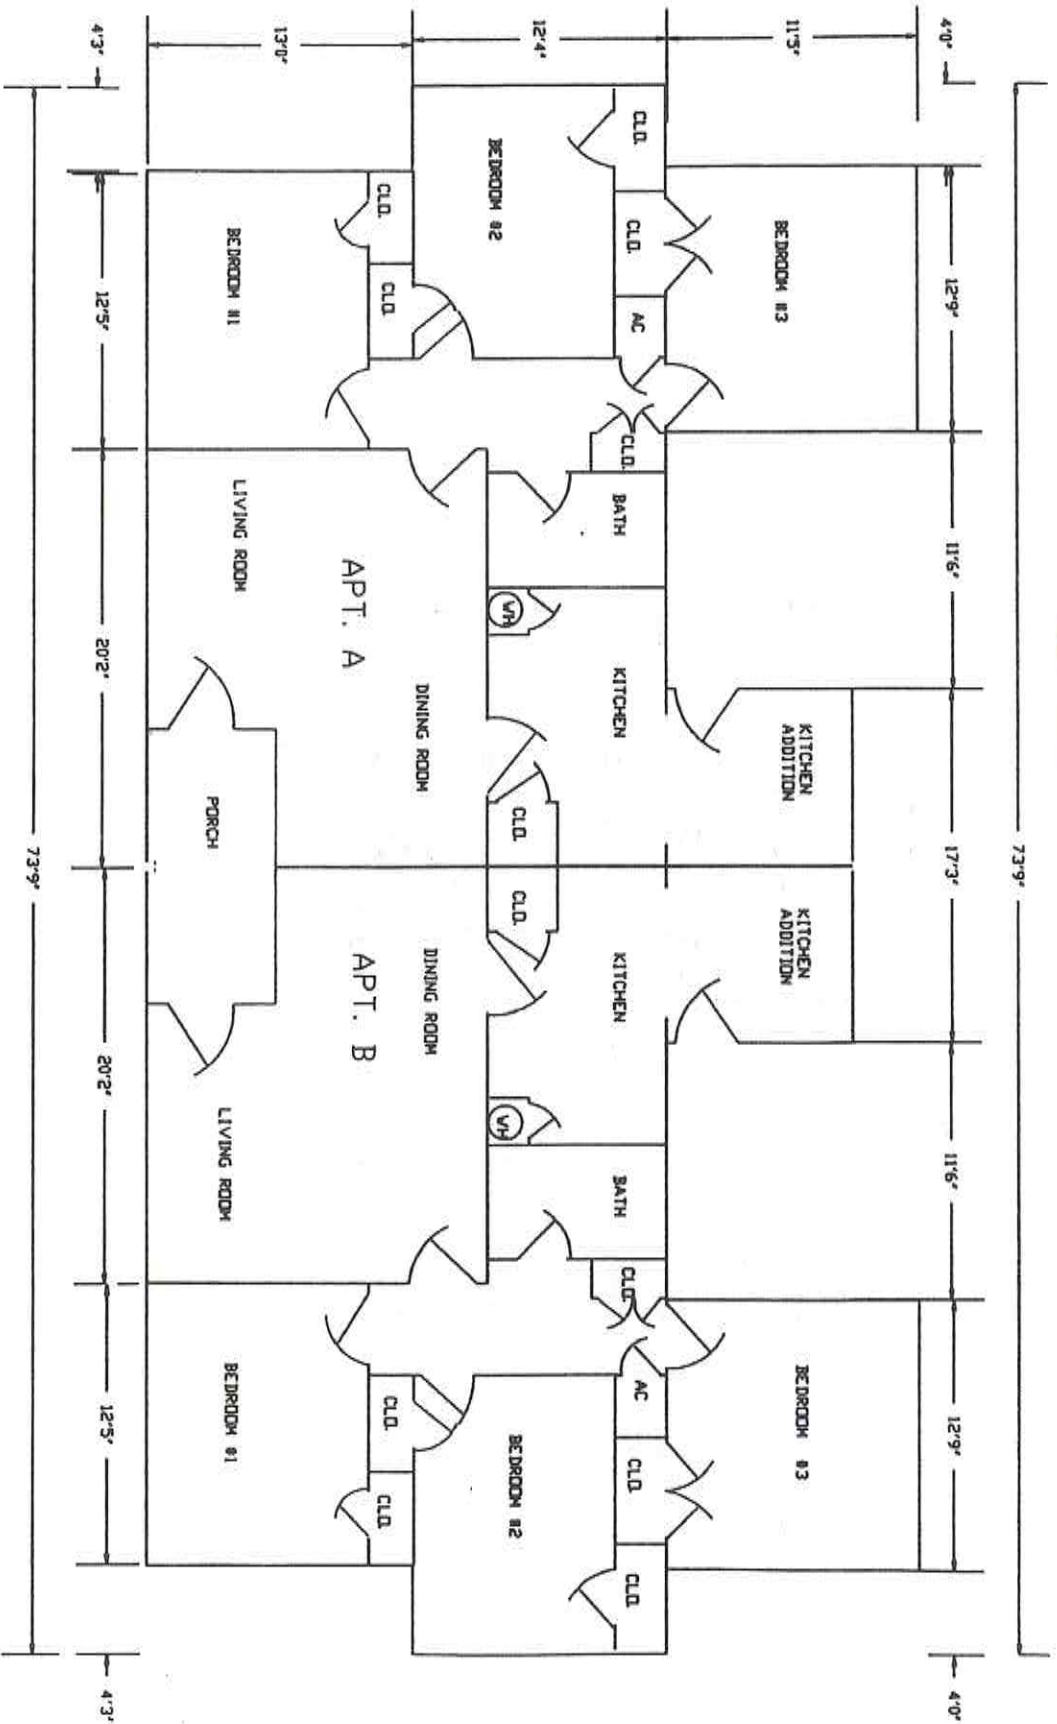 73'9"
4'0"
12'9"
11'6"
17'3"
11'6"
12'9"
4'0"
11'5"
BEDROOM #3
KITCHEN
ADDITION
KITCHEN
ADDITION
BEDROOM #3
CLO.
CLO.
AC
CLO.
BATH
KITCHEN
KITCHEN
BATH
CLO.
AC
CLO.
CLO.
12'4"
BEDROOM #2
WH
CLO.
CLO.
WH
BEDROOM #2
CLO.
CLO.
DINING ROOM
DINING ROOM
CLO.
CLO.
APT. A
APT. B
13'0"
BEDROOM #1
LIVING ROOM
PORCH
LIVING ROOM
BEDROOM #1
4'3"
12'5"
20'2"
20'2"
12'5"
4'3"
73'9"